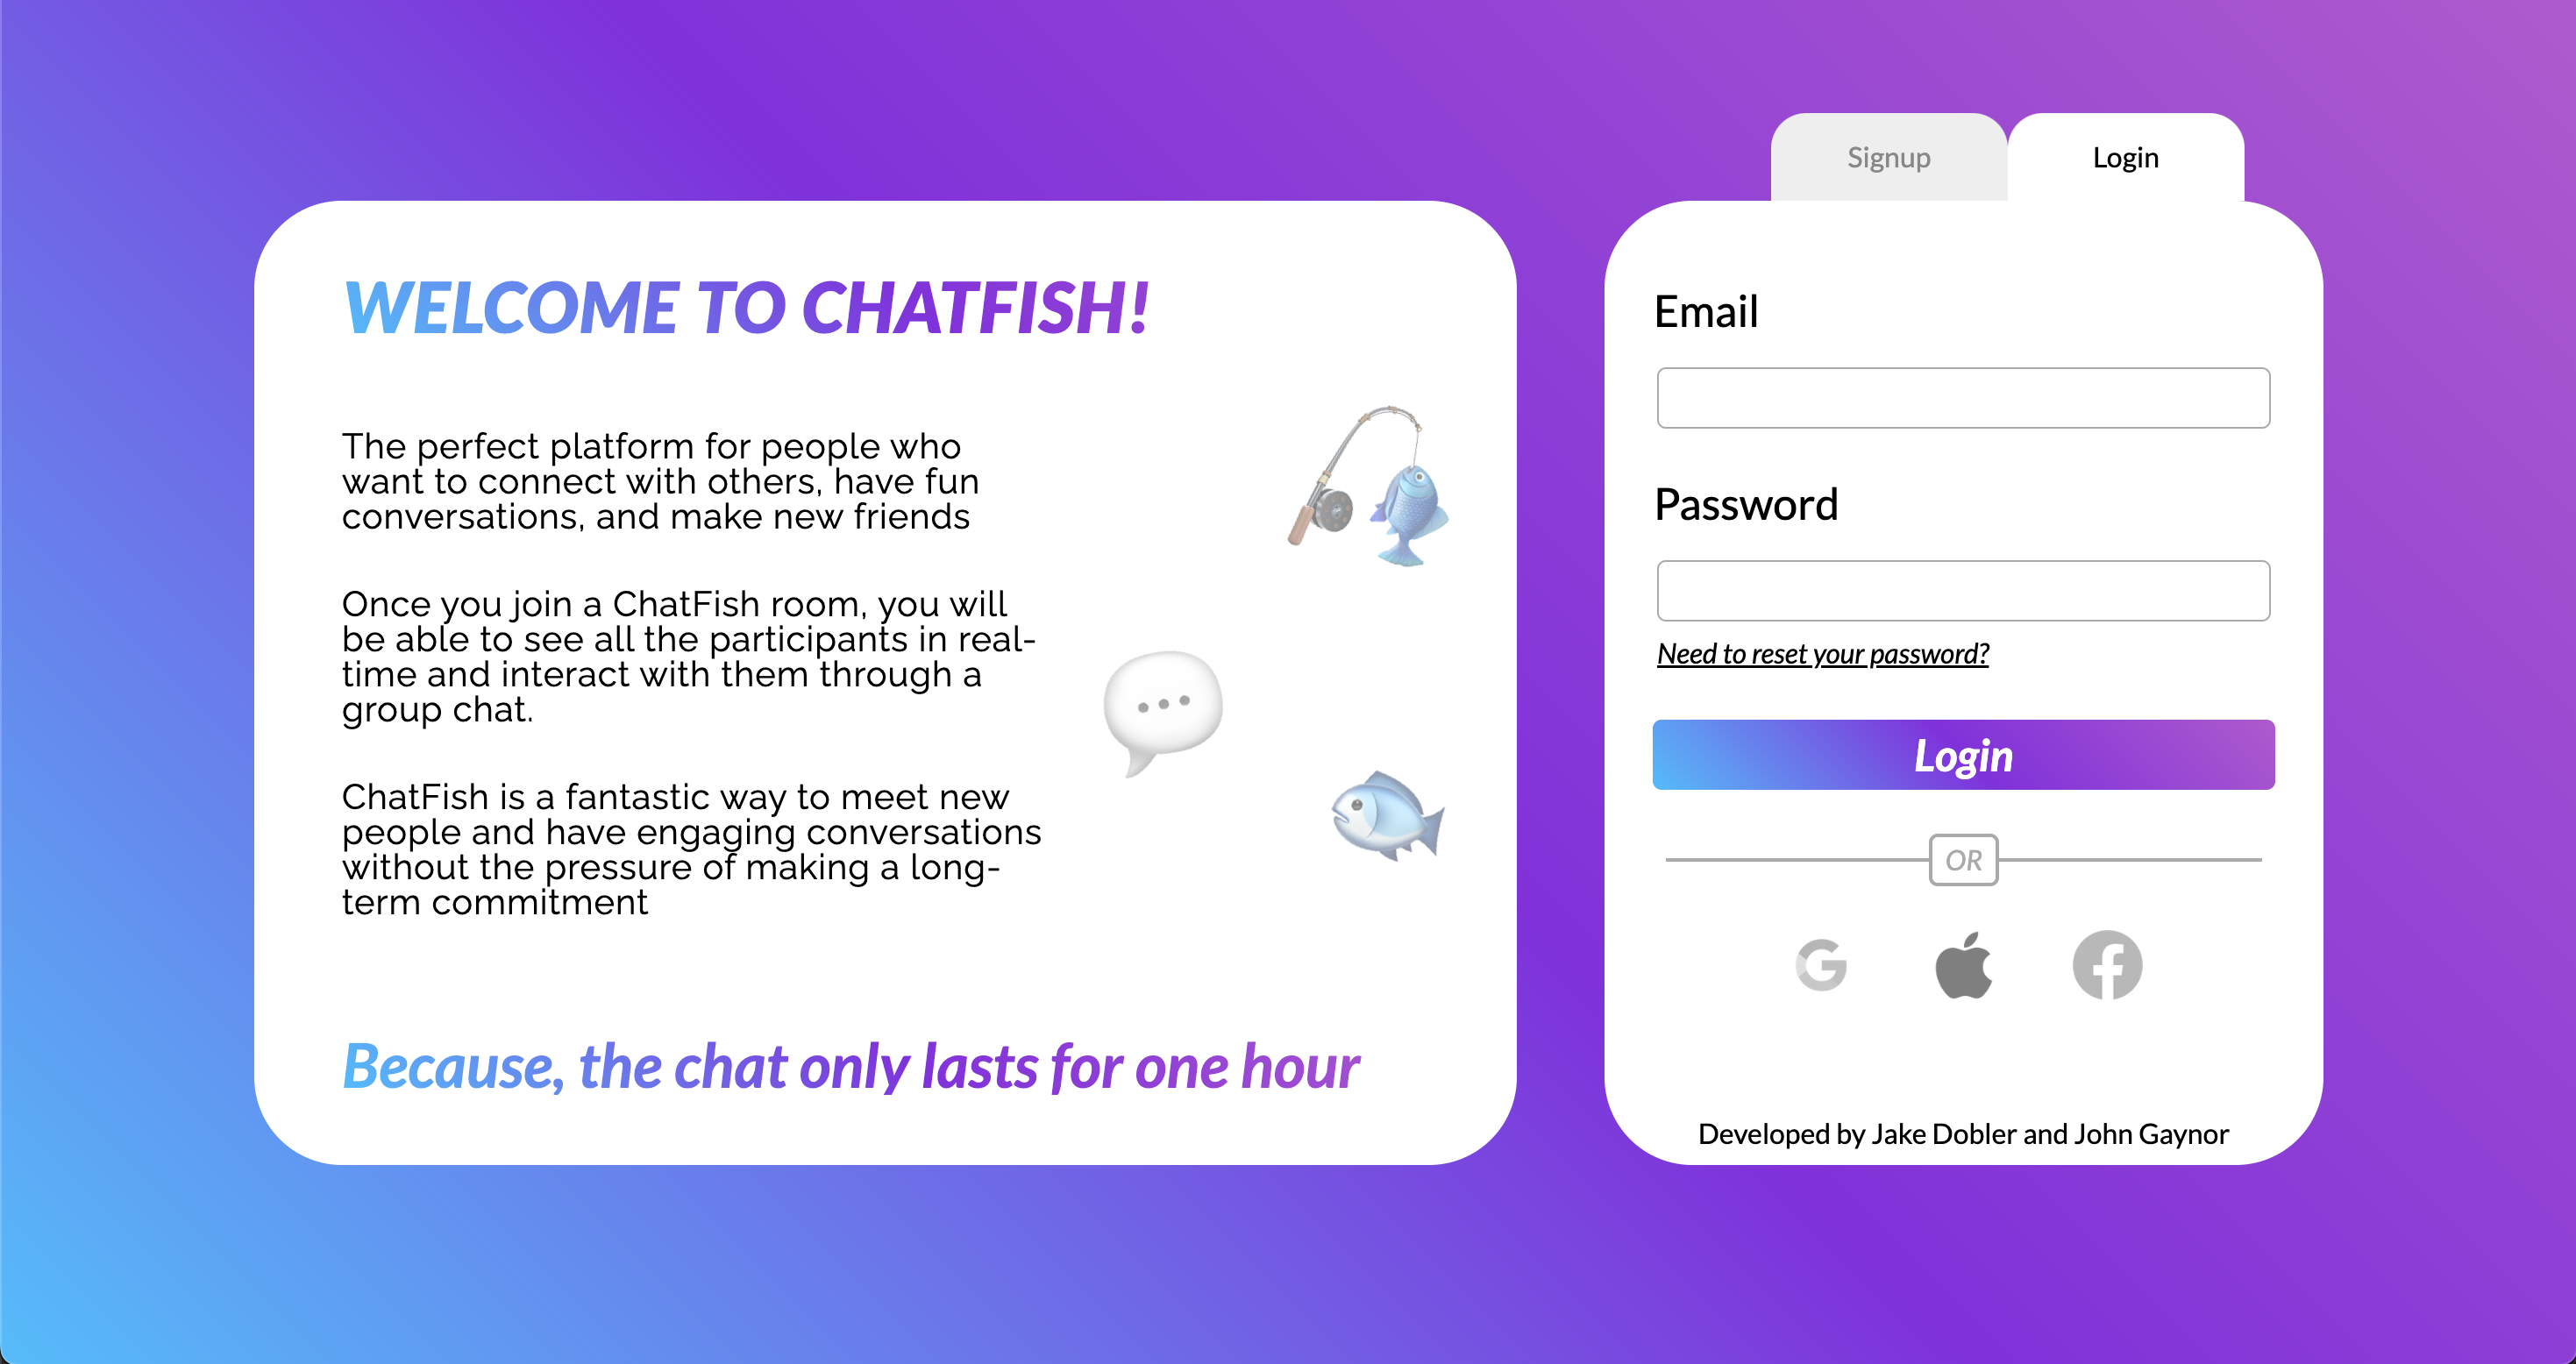 WELCOME TO CHATFISH!
The perfect platform for people who
want to connect with others, have fun
conversations, and make new friends
Once you join a ChatFish room, you will
be able to see all the participants in real-
time and interact with them through a
group chat.
ChatFish is a fantastic way to meet new
people and have engaging conversations
without the pressure of making a long-
term commitment
Because, the chat only lasts for one hour
Signup
Login
Email
Password
Need to reset your password?
Login
OR
Developed by Jake Dobler and John Gaynor